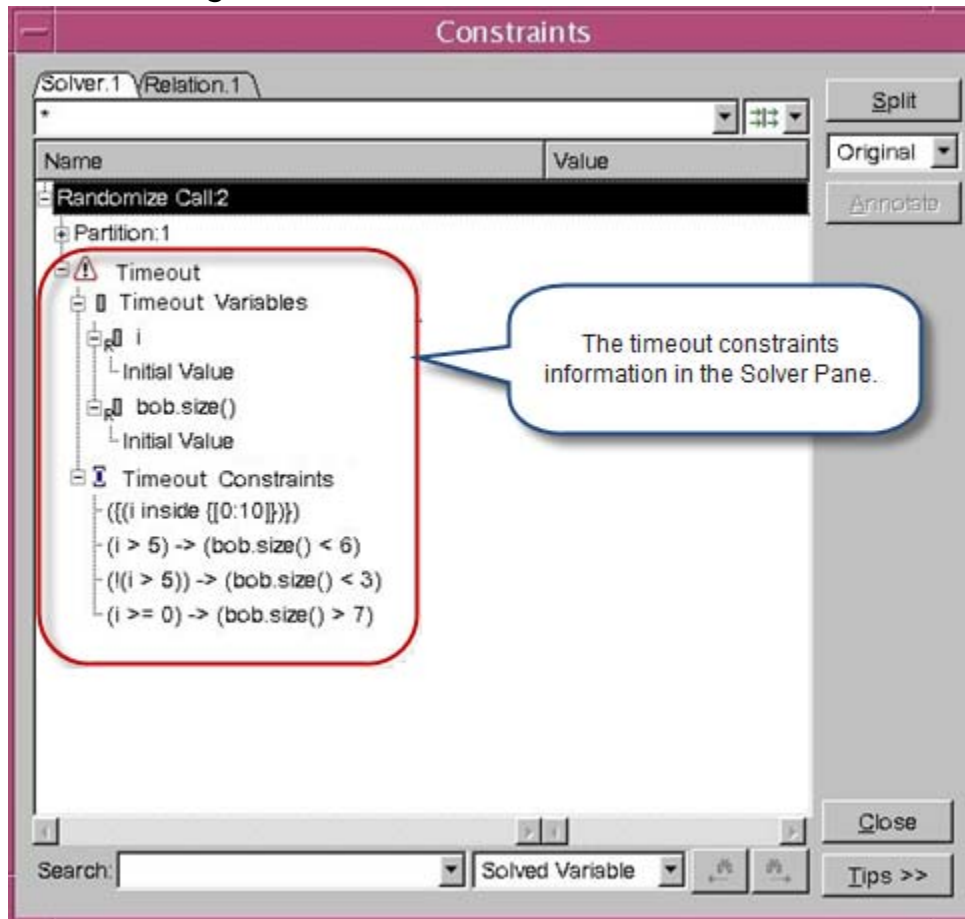 Constraints
Solver.1 Relation.1
*
Split
Name Value
Original
Annotate
Randomize Call:2
Partition:1
Timeout
Timeout Variables
R i
Initial Value
R bob.size()
Initial Value
Timeout Constraints
({(i inside {[0:10]})})
(i > 5) -> (bob.size() < 6)
(!(i > 5)) -> (bob.size() < 3)
(i >= 0) -> (bob.size() > 7)
The timeout constraints
information in the Solver Pane.
Close
Search: Solved Variable
Tips >>